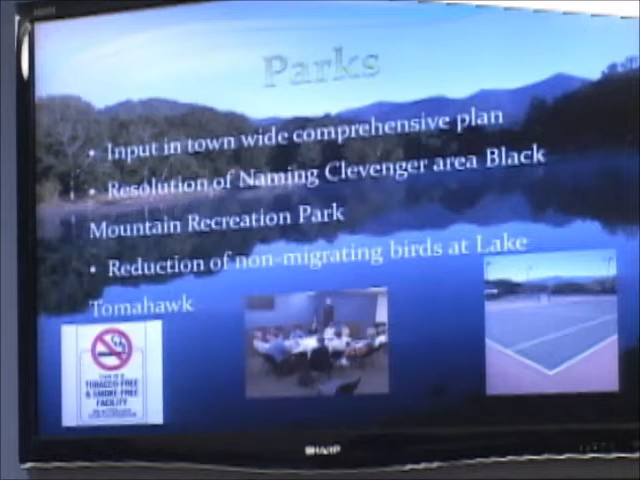 Parks
• Input in town wide comprehensive plan
• Resolution of Naming Clevenger area Black
Mountain Recreation Park
• Reduction of non-migrating birds at Lake
Tomahawk
TOBACCO-FREE
& SMOKE-FREE
FACILITY
SHARP